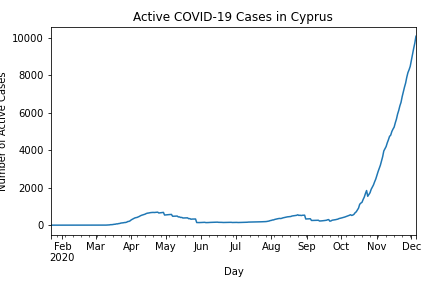 Active COVID-19 Cases in Cyprus
10000
8000
6000
4000
2000
0
Number of Active Cases
Feb Mar Apr May Jun Jul Aug Sep Oct Nov Dec
2020
Day